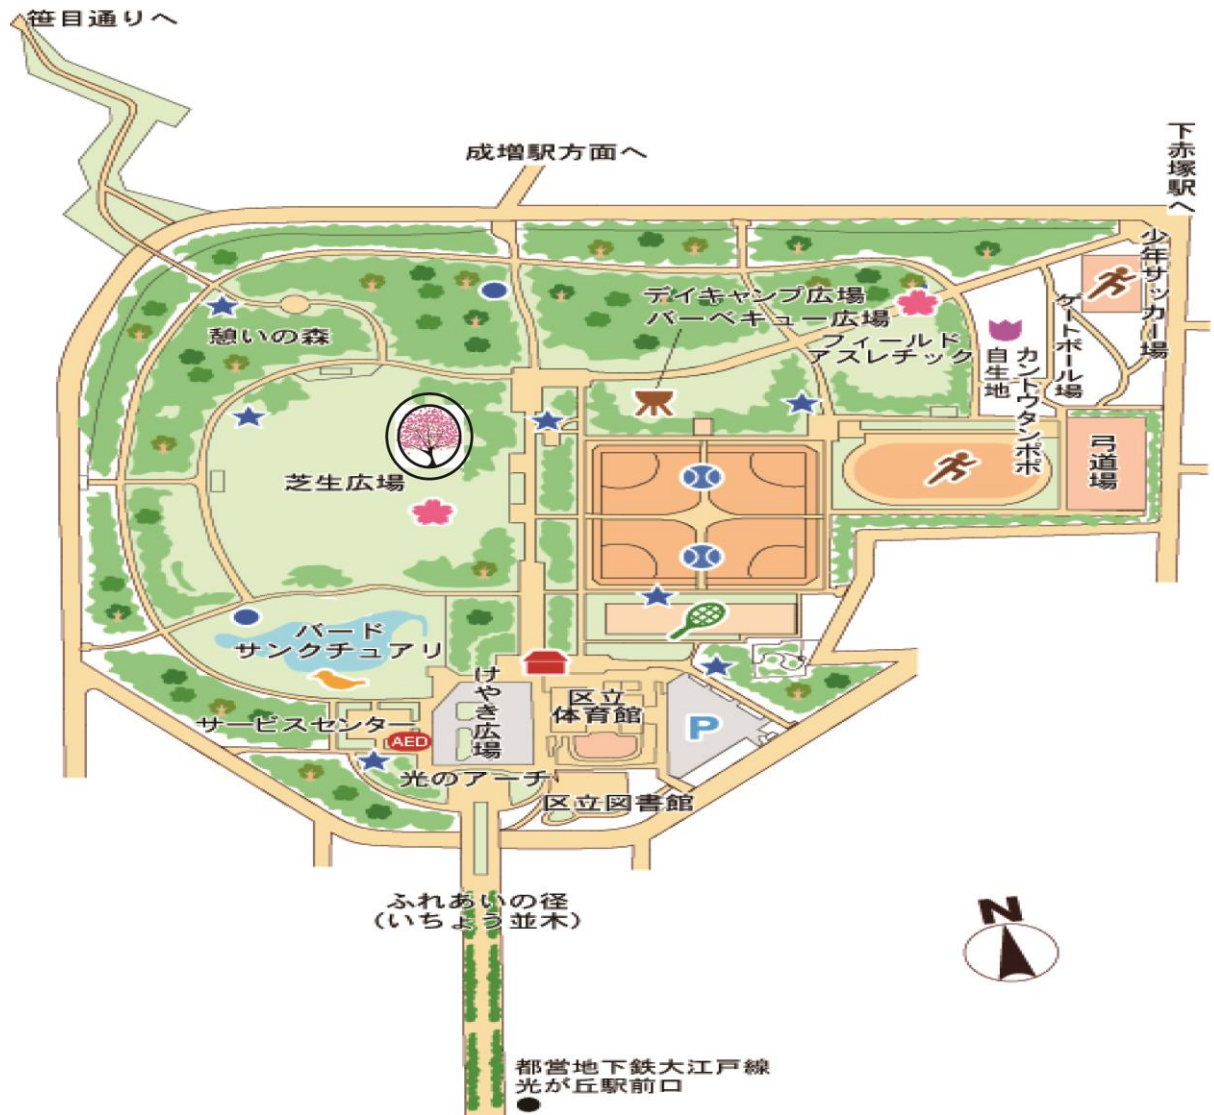 笹目通りへ
成増駅方面へ
下赤塚駅へ
少年サッカー場
デイキャンプ広場
バーベキュー広場
ゲートボール場
憩いの森
フィールド
アスレチック
カントウタンポポ
自生地
弓道場
芝生広場
バード
サンクチュアリ
けやき広場
区立
体育館
P
サービスセンター
AED
光のアーチ
区立図書館
ふれあいの径
(いちょう並木)
N
都営地下鉄大江戸線
光が丘駅前口